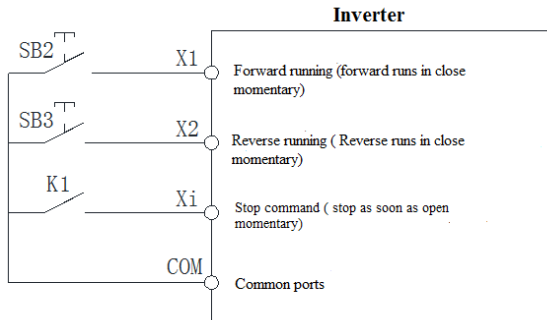 Inverter
SB2
X1
Forward running (forward runs in close
momentary)
SB3
X2
Reverse running ( Reverse runs in close
momentary)
K1
Xi
Stop command ( stop as soon as open
momentary)
COM
Common ports